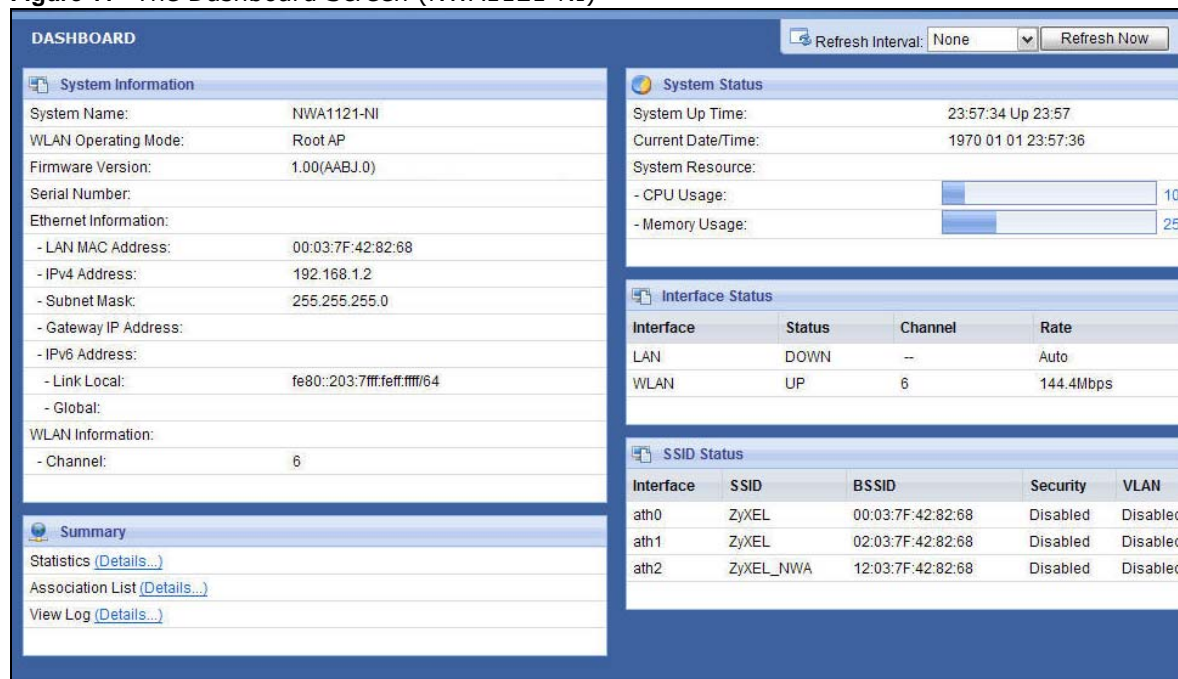 DASHBOARD
Refresh Interval: None Refresh Now
System Information
System Name: NWA1121-NI
WLAN Operating Mode: Root AP
Firmware Version: 1.00(AABJ.0)
Serial Number:
Ethernet Information:
- LAN MAC Address: 00:03:7F:42:82:68
- IPv4 Address: 192.168.1.2
- Subnet Mask: 255.255.255.0
- Gateway IP Address:
- IPv6 Address:
- Link Local: fe80::203:7fff:feff:ffff/64
- Global:
WLAN Information:
- Channel: 6
Summary
Statistics (Details...)
Association List (Details...)
View Log (Details...)
System Status
System Up Time: 23:57:34 Up 23:57
Current Date/Time: 1970 01 01 23:57:36
System Resource:
- CPU Usage: 10
- Memory Usage: 25
Interface Status
Interface Status Channel Rate
LAN DOWN -- Auto
WLAN UP 6 144.4Mbps
SSID Status
Interface SSID BSSID Security VLAN
ath0 ZyXEL 00:03:7F:42:82:68 Disabled Disabled
ath1 ZyXEL 02:03:7F:42:82:68 Disabled Disabled
ath2 ZyXEL_NWA 12:03:7F:42:82:68 Disabled Disabled